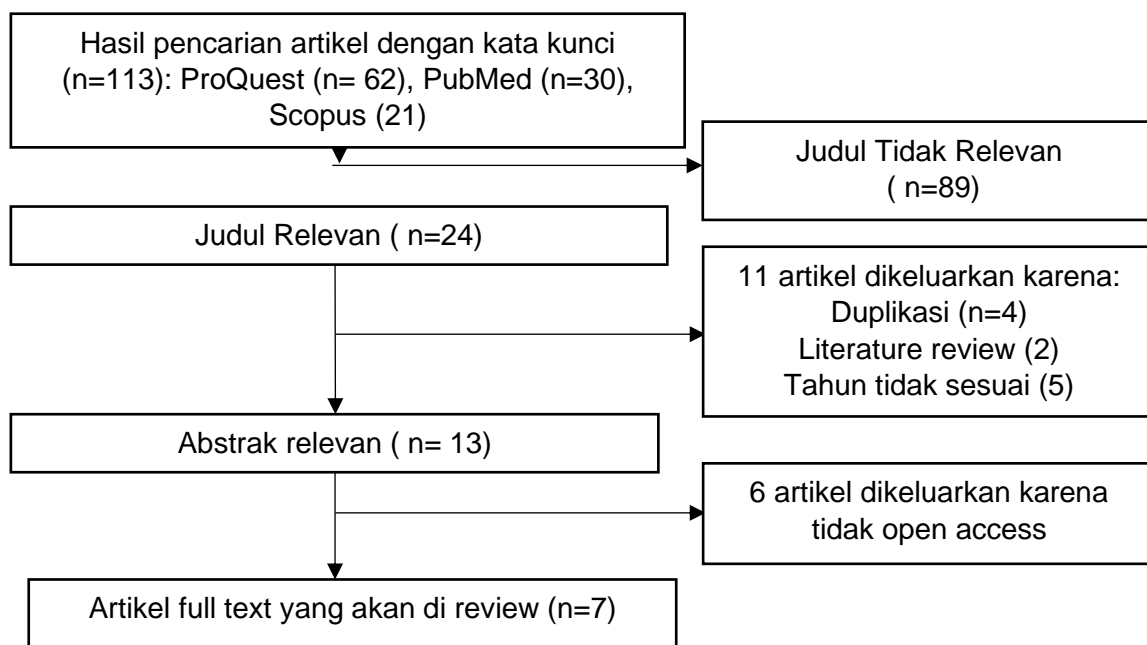 Hasil pencarian artikel dengan kata kunci
(n=113): ProQuest (n= 62), PubMed (n=30),
Scopus (21)
Judul Tidak Relevan
( n=89)
Judul Relevan ( n=24)
11 artikel dikeluarkan karena:
Duplikasi (n=4)
Literature review (2)
Tahun tidak sesuai (5)
Abstrak relevan ( n= 13)
6 artikel dikeluarkan karena
tidak open access
Artikel full text yang akan di review (n=7)